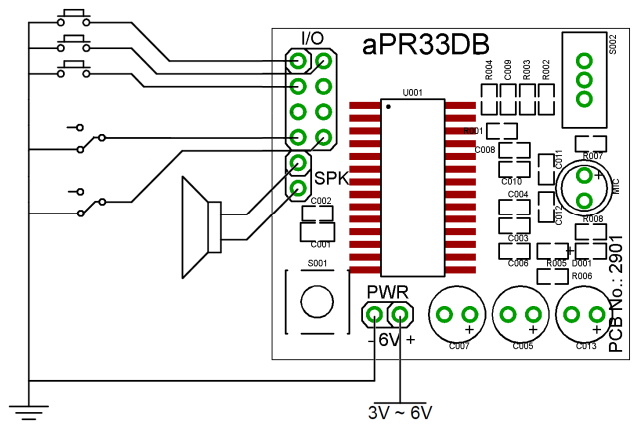 I/O
aPR33DB
S002
R004
C009
R003
R002
U001
R001
C008
R007
C011
C010
+
MIC
SPK
C002
C004
C012
C001
C003
R008
S001
C006
R005
+
D001
R006
PCB No.: 2901
PWR
- 6V +
+
+
+
C007
C005
C013
3V ~ 6V